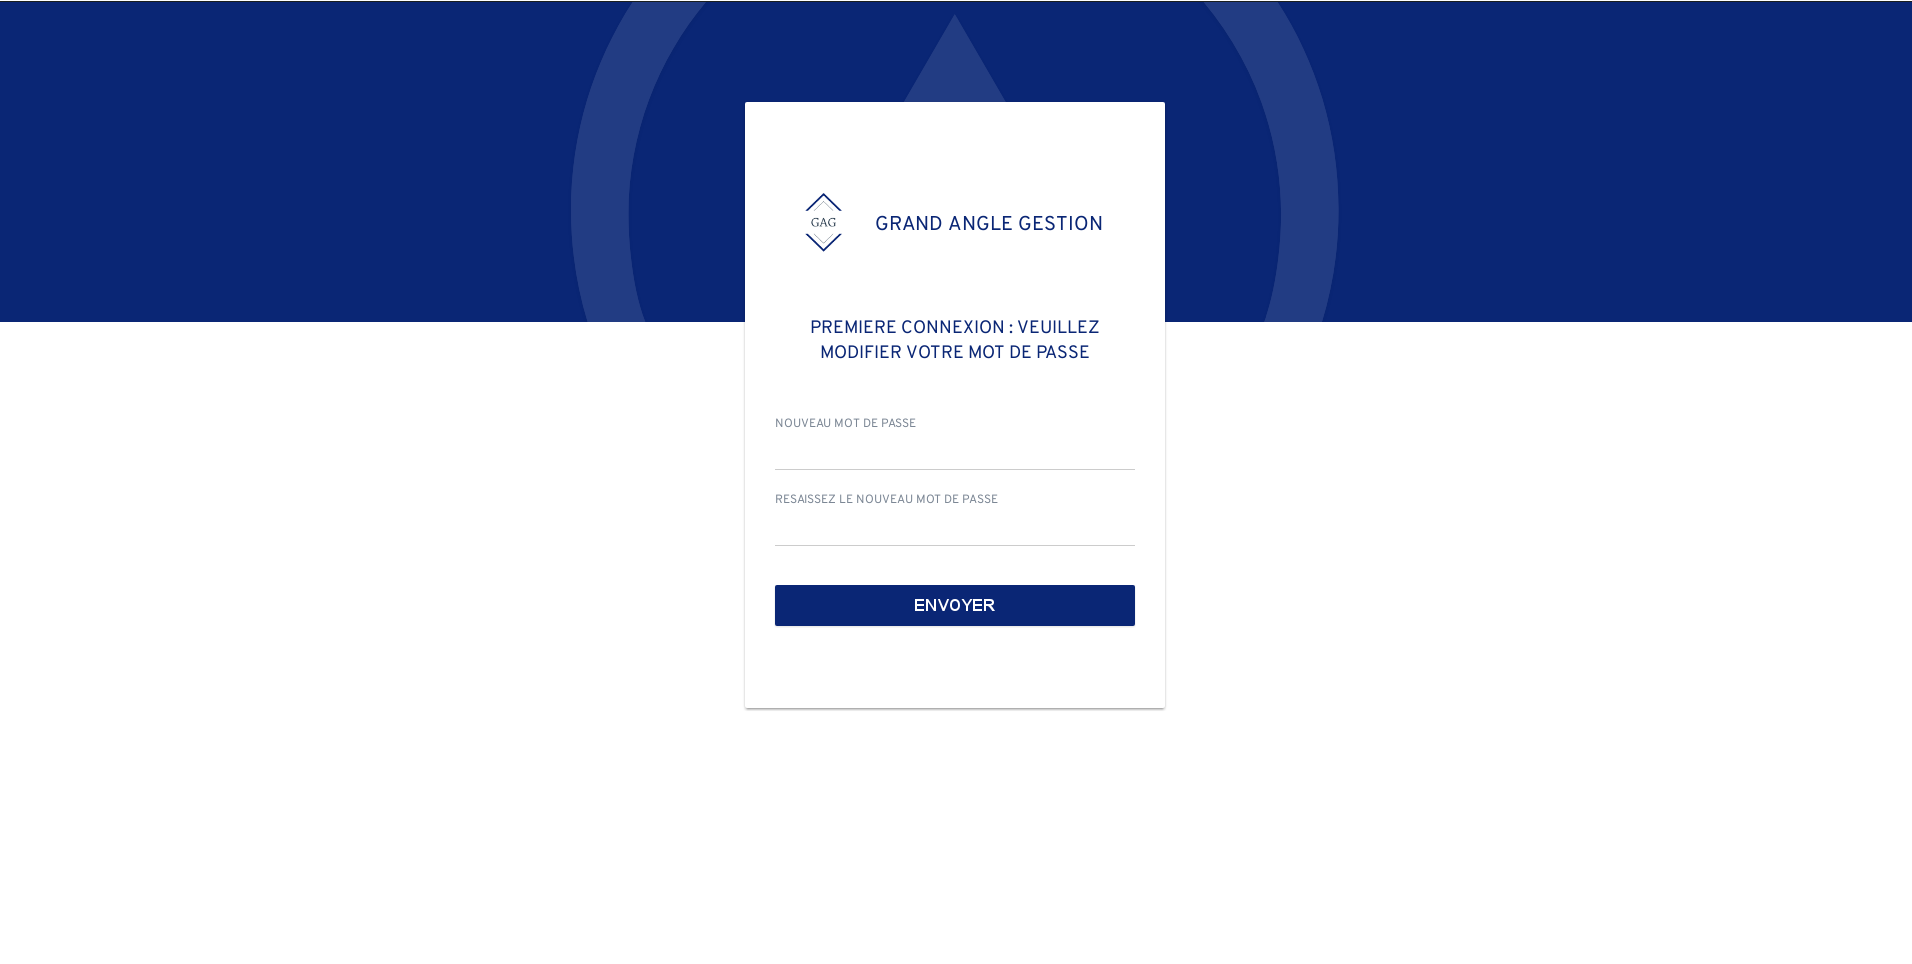 GAG
GRAND ANGLE GESTION
PREMIERE CONNEXION : VEUILLEZ
MODIFIER VOTRE MOT DE PASSE
NOUVEAU MOT DE PASSE
RESAISSEZ LE NOUVEAU MOT DE PASSE
ENVOYER